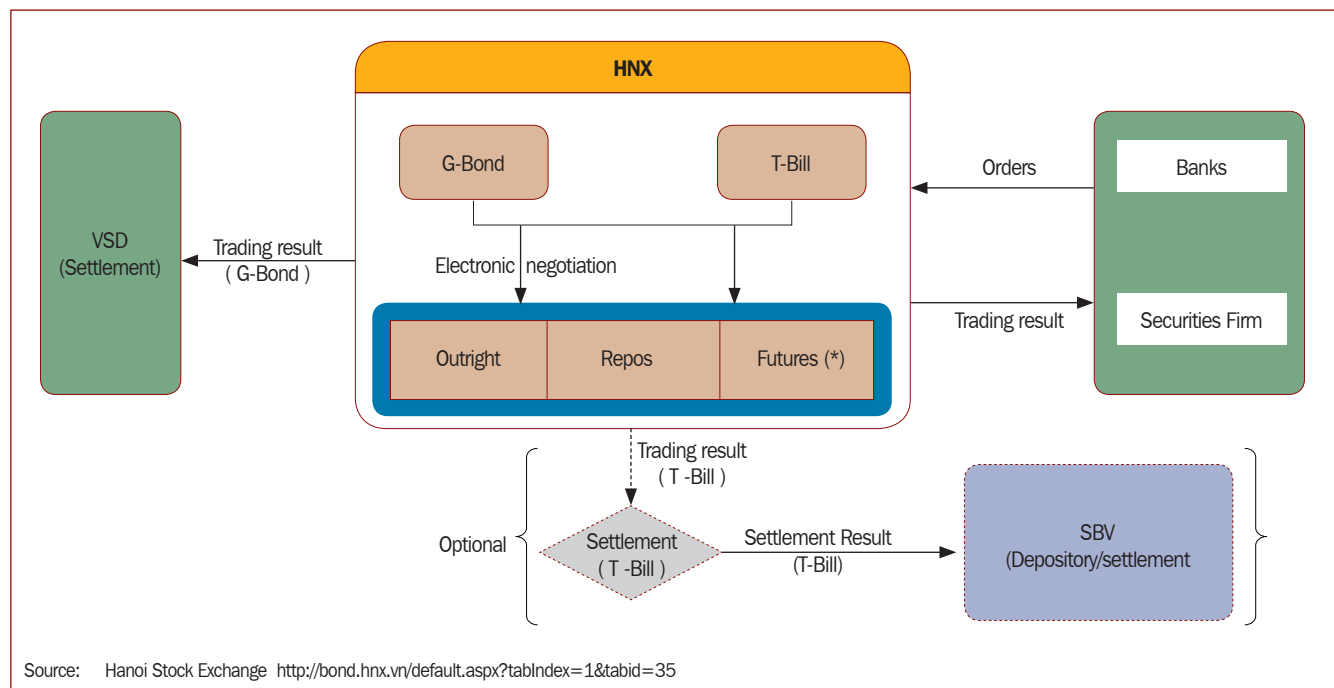 HNX
G-Bond
T-Bill
Orders
Banks
VSD
(Settlement)
Trading result
( G-Bond )
Electronic negotiation
Trading result
Securities Firm
Outright
Repos
Futures (*)
Trading result
( T -Bill )
Optional
Settlement
( T -Bill )
Settlement Result
(T-Bill)
SBV
(Depository/settlement
Source: Hanoi Stock Exchange http://bond.hnx.vn/default.aspx?tabIndex=1&tabid=35